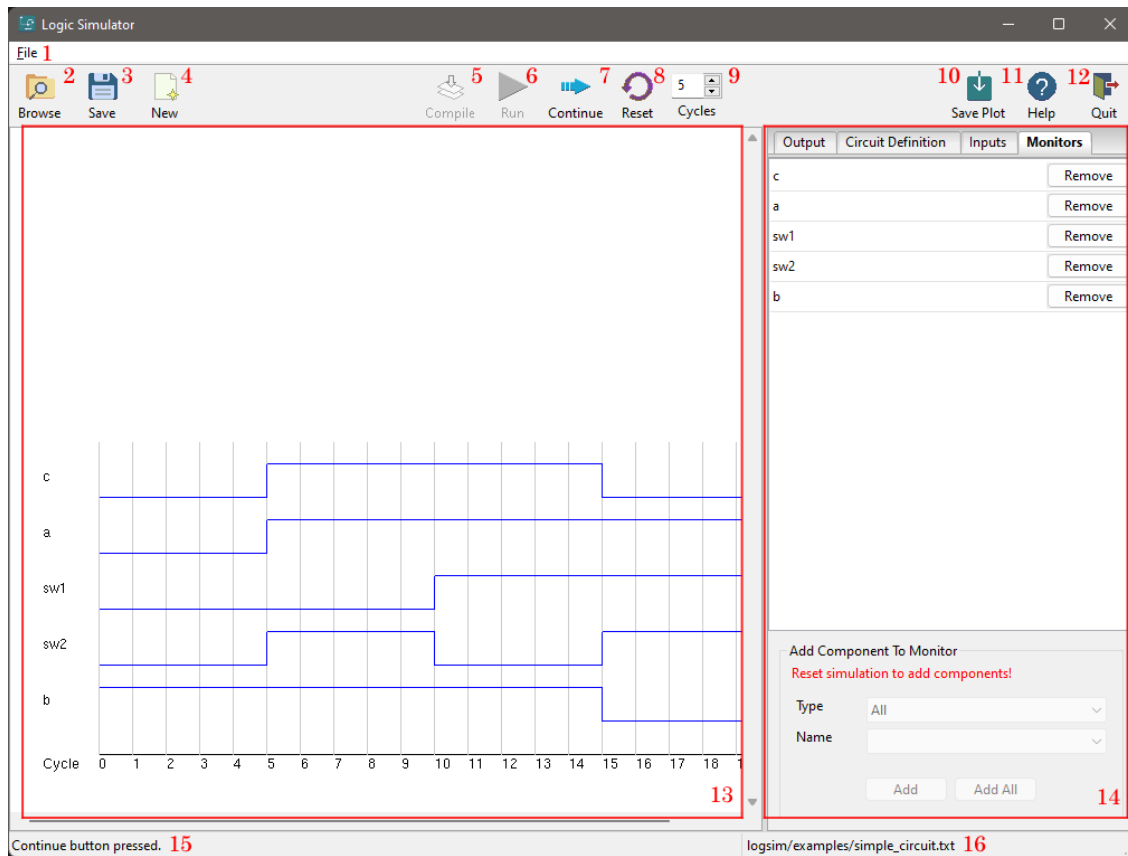 Logic Simulator
File 1
2 3 4 5 6 7 8 5 9 10 11 12
Browse Save New Compile Run Continue Reset Cycles Save Plot Help Quit
Output Circuit Definition Inputs Monitors
c Remove
a Remove
sw1 Remove
sw2 Remove
b Remove
c
a
sw1
sw2
b
Cycle 0 1 2 3 4 5 6 7 8 9 10 11 12 13 14 15 16 17 18 1
13
Add Component To Monitor
Reset simulation to add components!
Type All
Name
Add Add All
14
Continue button pressed. 15
logsim/examples/simple_circuit.txt 16